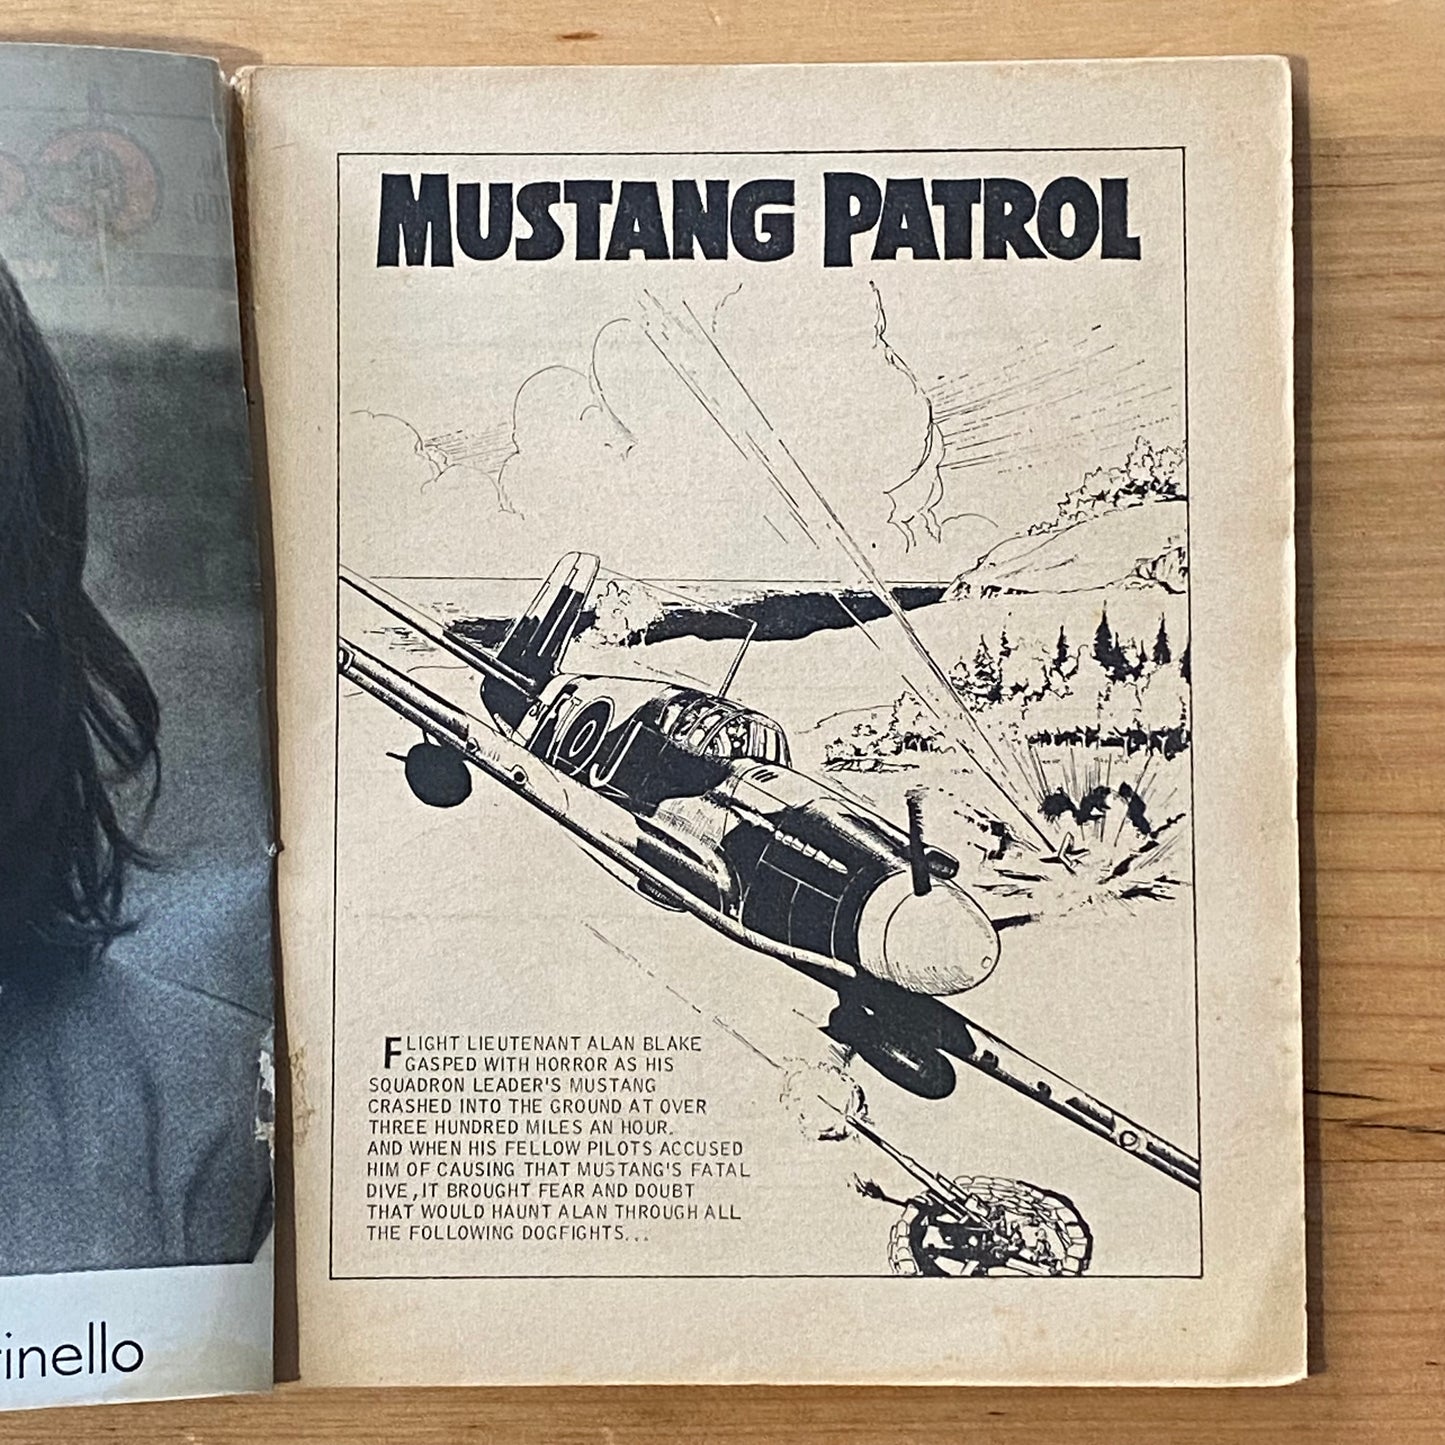 MUSTANG PATROL
FLIGHT LIEUTENANT ALAN BLAKE
GASPED WITH HORROR AS HIS
SQUADRON LEADER'S MUSTANG
CRASHED INTO THE GROUND AT OVER
THREE HUNDRED MILES AN HOUR.
AND WHEN HIS FELLOW PILOTS ACCUSED
HIM OF CAUSING THAT MUSTANG'S FATAL
DIVE, IT BROUGHT FEAR AND DOUBT
THAT WOULD HAUNT ALAN THROUGH ALL
THE FOLLOWING DOGFIGHTS...
J
rinello